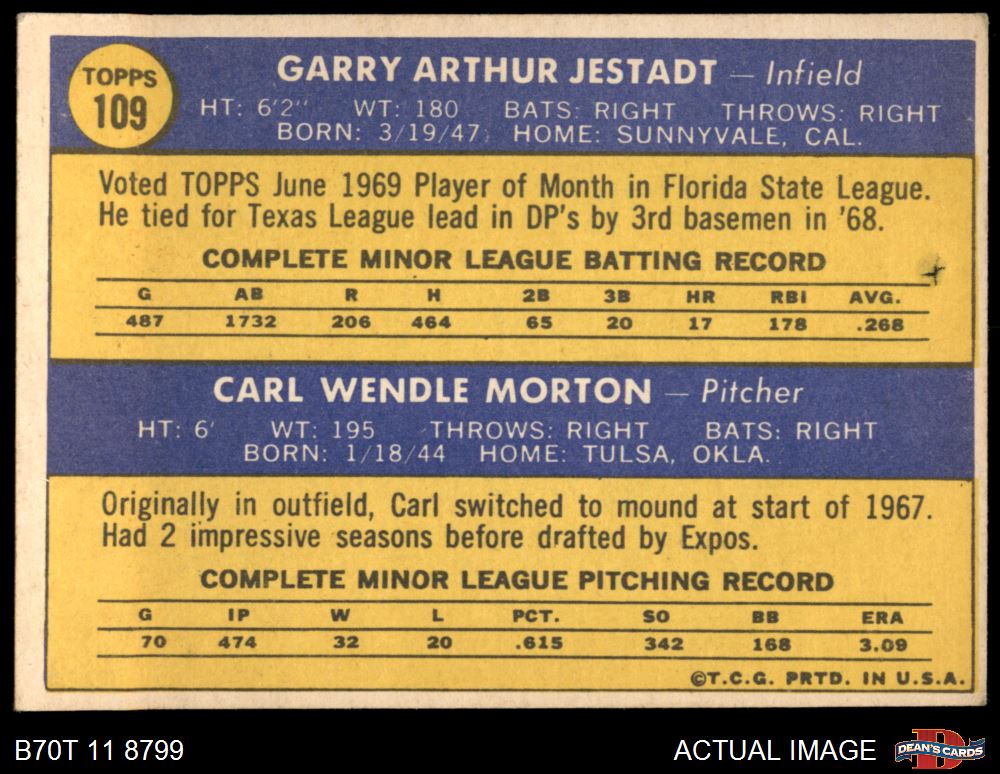 TOPPS
109
GARRY ARTHUR JESTADT — Infield
HT: 6'2" WT: 180 BATS: RIGHT THROWS: RIGHT
BORN: 3/19/47 HOME: SUNNYVALE, CAL.
Voted TOPPS June 1969 Player of Month in Florida State League.
He tied for Texas League lead in DP's by 3rd basemen in '68.
COMPLETE MINOR LEAGUE BATTING RECORD
G AB R H 2B 3B HR RBI AVG.
487 1732 206 464 65 20 17 178 .268
CARL WENDLE MORTON — Pitcher
HT: 6' WT: 195 THROWS: RIGHT BATS: RIGHT
BORN: 1/18/44 HOME: TULSA, OKLA.
Originally in outfield, Carl switched to mound at start of 1967.
Had 2 impressive seasons before drafted by Expos.
COMPLETE MINOR LEAGUE PITCHING RECORD
G IP W L PCT. SO BB ERA
70 474 32 20 .615 342 168 3.09
©T.C.G. PRTD. IN U.S.A.
B70T 11 8799
ACTUAL IMAGE
D
DEAN'S CARDS